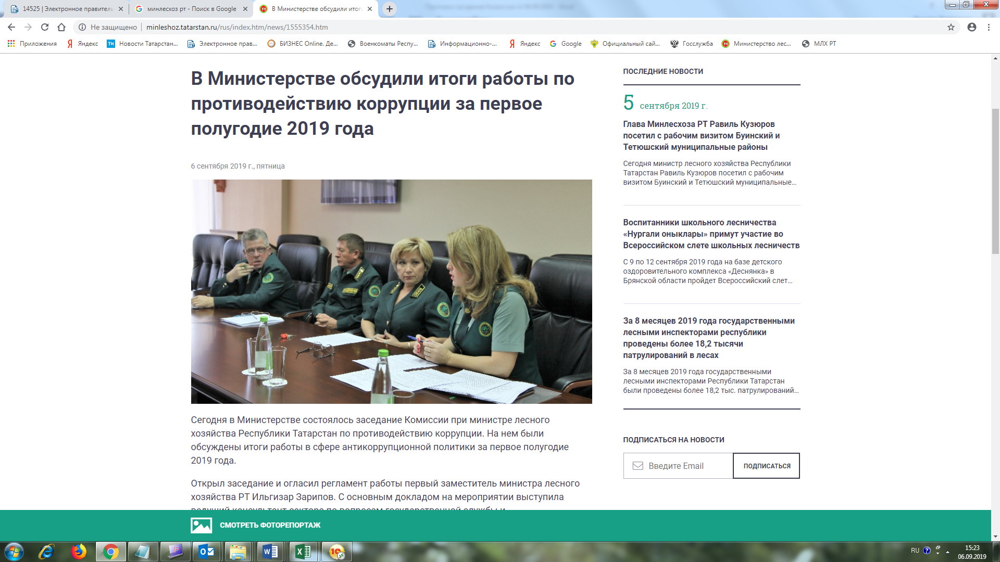 14525 | Электронное правитель
минлесхоз рт - Поиск в Google
В Министерстве обсудили итог
Не защищено
minleshoz.tatarstan.ru/rus/index.htm/news/1555354.htm
Приложения
Яндекс
Новости Татарстан...
Электронное прав...
БИЗНЕС Online. Де...
Военкоматы Респу...
Информационно-...
Яндекс
Google
Официальный сай...
Госслужба
Министерство лес...
МЛХ РТ
В Министерстве обсудили итоги работы по
противодействию коррупции за первое
полугодие 2019 года
6 сентября 2019 г., пятница
Сегодня в Министерстве состоялось заседание Комиссии при министре лесного
хозяйства Республики Татарстан по противодействию коррупции. На нем были
обсуждены итоги работы в сфере антикоррупционной политики за первое полугодие
2019 года.
Открыл заседание и огласил регламент работы первый заместитель министра лесного
хозяйства РТ Ильгизар Зарипов. С основным докладом на мероприятии выступила
ведущий консультант сектора по вопросам государственной службы и
СМОТРЕТЬ ФОТОРЕПОРТАЖ
ПОСЛЕДНИЕ НОВОСТИ
5 сентября 2019 г.
Глава Минлесхоза РТ Равиль Кузюров
посетил с рабочим визитом Буинский и
Тетюшский муниципальные районы
Сегодня министр лесного хозяйства Республики
Татарстан Равиль Кузюров посетил с рабочим
визитом Буинский и Тетюшский муниципальные...
Воспитанники школьного лесничества
«Нургали оныклары» примут участие во
Всероссийском слете школьных лесничеств
С 9 по 12 сентября 2019 года на базе детского
оздоровительного комплекса «Деснянка» в
Брянской области пройдет Всероссийский слет...
За 8 месяцев 2019 года государственными
лесными инспекторами республики
проведены более 18,2 тысячи
патрулирований в лесах
За 8 месяцев 2019 года государственными
лесными инспекторами Республики Татарстан
были проведены более 18,2 тыс. патрулирований...
ПОДПИСАТЬСЯ НА НОВОСТИ
Введите Email
ПОДПИСАТЬСЯ
RU
15:23
06.09.2019